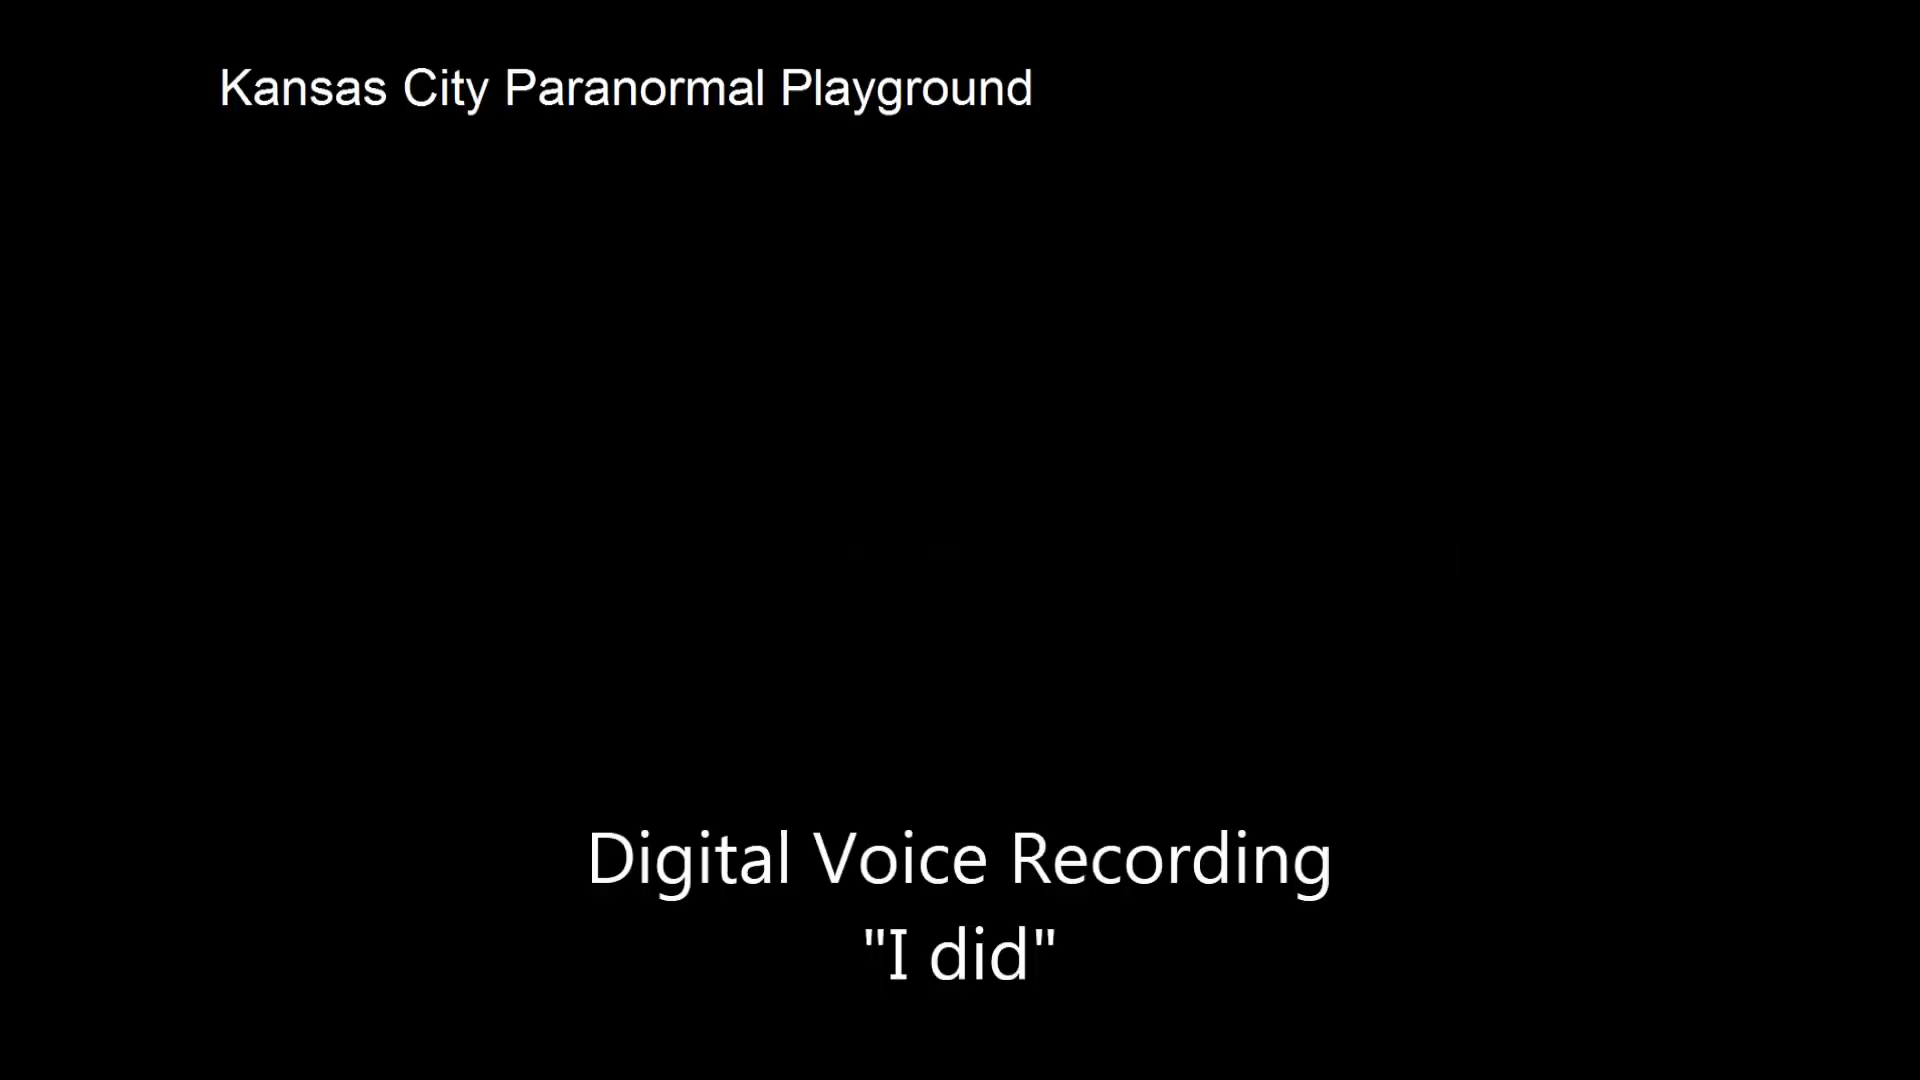 Kansas City Paranormal Playground
Digital Voice Recording
"I did"